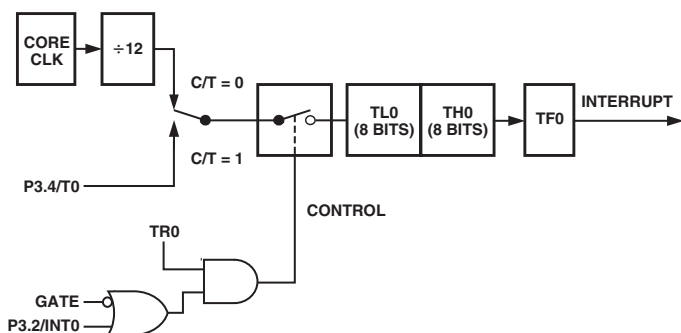 CORE
CLK
÷12
C/T = 0
C/T = 1
P3.4/T0
TL0
(8 BITS)
TH0
(8 BITS)
TF0
INTERRUPT
CONTROL
TR0
GATE
P3.2/INT0